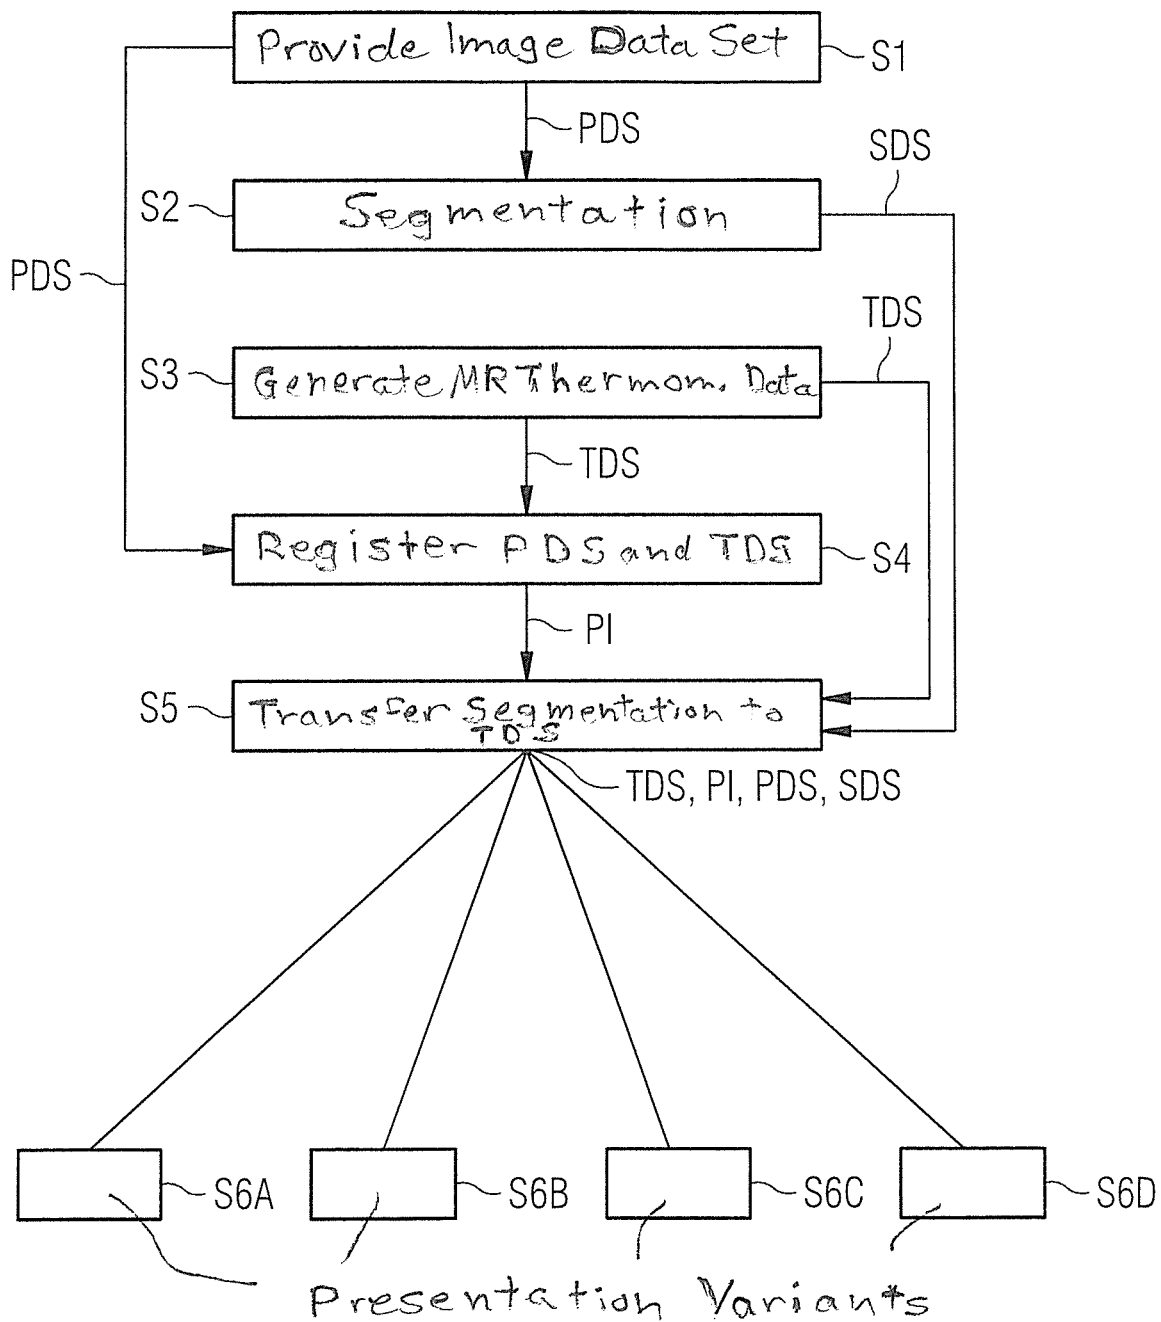 Provide Image Data Set
S1
PDS
SDS
S2
Segmentation
PDS
TDS
S3
Generate MR Thermom. Data
TDS
Register PDS and TDS
S4
PI
S5
Transfer Segmentation to
TDS
TDS, PI, PDS, SDS
S6A
S6B
S6C
S6D
Presentation Variants